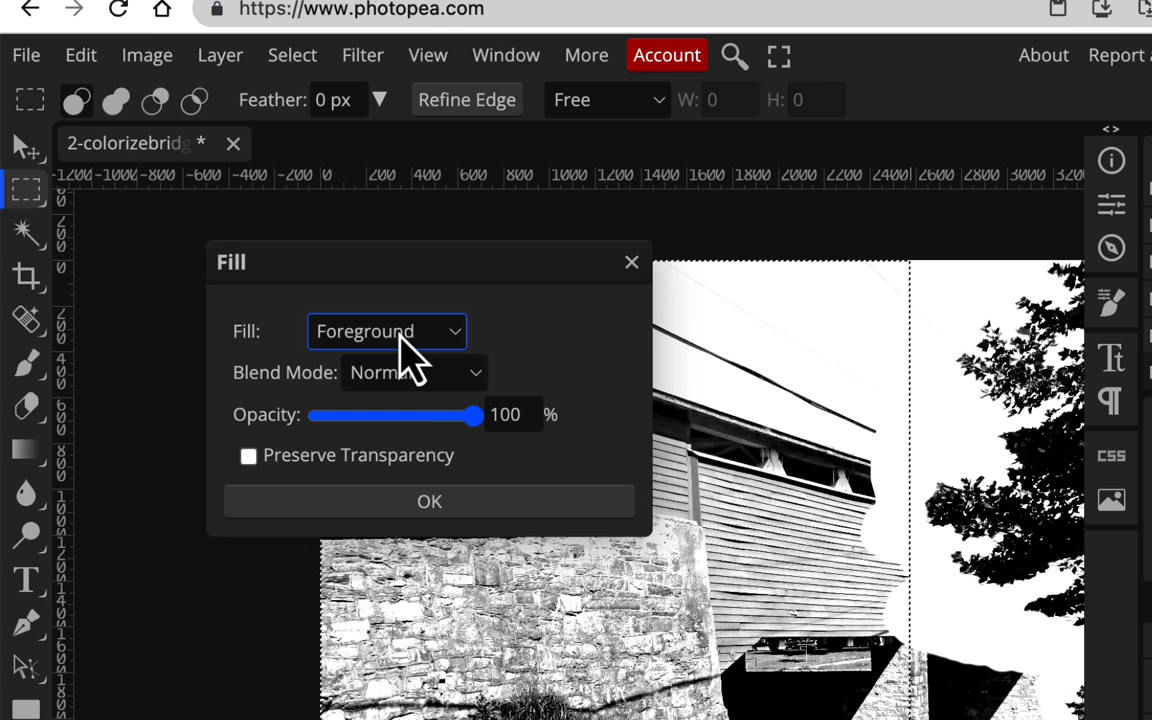 https://www.photopea.com
File Edit Image Layer Select Filter View Window More Account About Report
Feather: 0 px Refine Edge Free W: 0 H: 0
2-colorizebridg *
-1200 -1000 -800 -600 -400 -200 0 200 400 600 800 1000 1200 1400 1600 1800 2000 2200 2400 2600 2800 3000
Fill
Fill: Foreground
Blend Mode: Norm
Opacity: 100 %
Preserve Transparency
OK
CSS